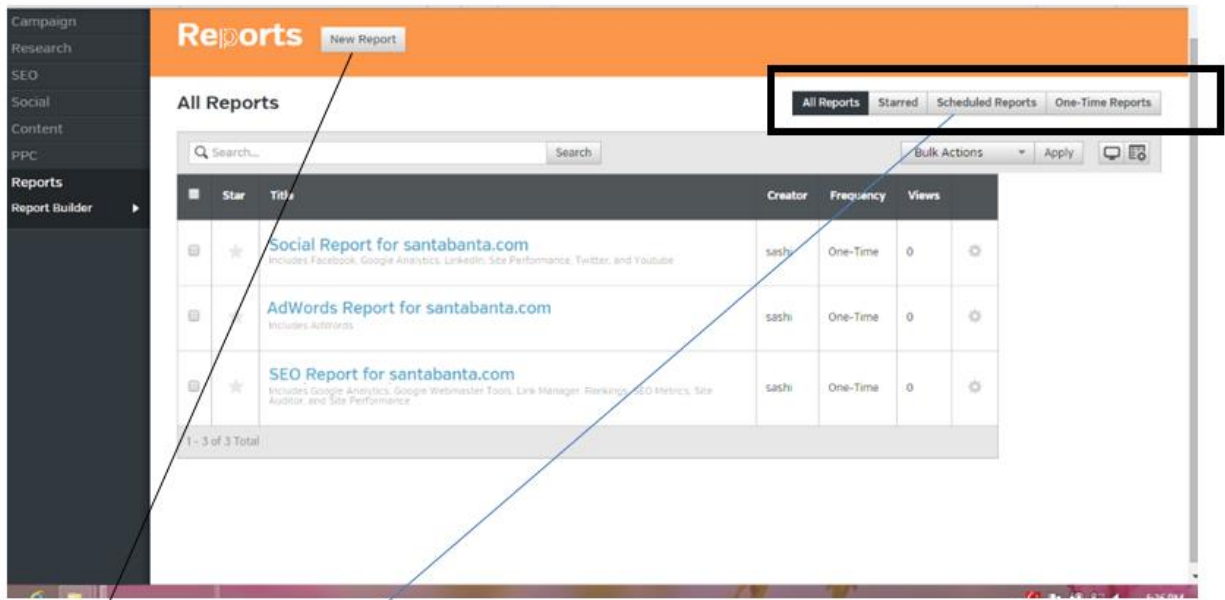 Campaign
Research
SEO
Social
Content
PPC
Reports
Report Builder
Reports
New Report
All Reports
All Reports Starred Scheduled Reports One-Time Reports
Search... Search Bulk Actions Apply
Star Title Creator Frequency Views
Social Report for santabanta.com
Includes Facebook, Google Analytics, LinkedIn, Site Performance, Twitter, and Youtube
sashi One-Time 0
AdWords Report for santabanta.com
Includes AdWords
sashi One-Time 0
SEO Report for santabanta.com
Includes Google Analytics, Google Webmaster Tools, Link Manager, Rankings, SEO Metrics, Site
Auditor, and Site Performance
sashi One-Time 0
1 - 3 of 3 Total